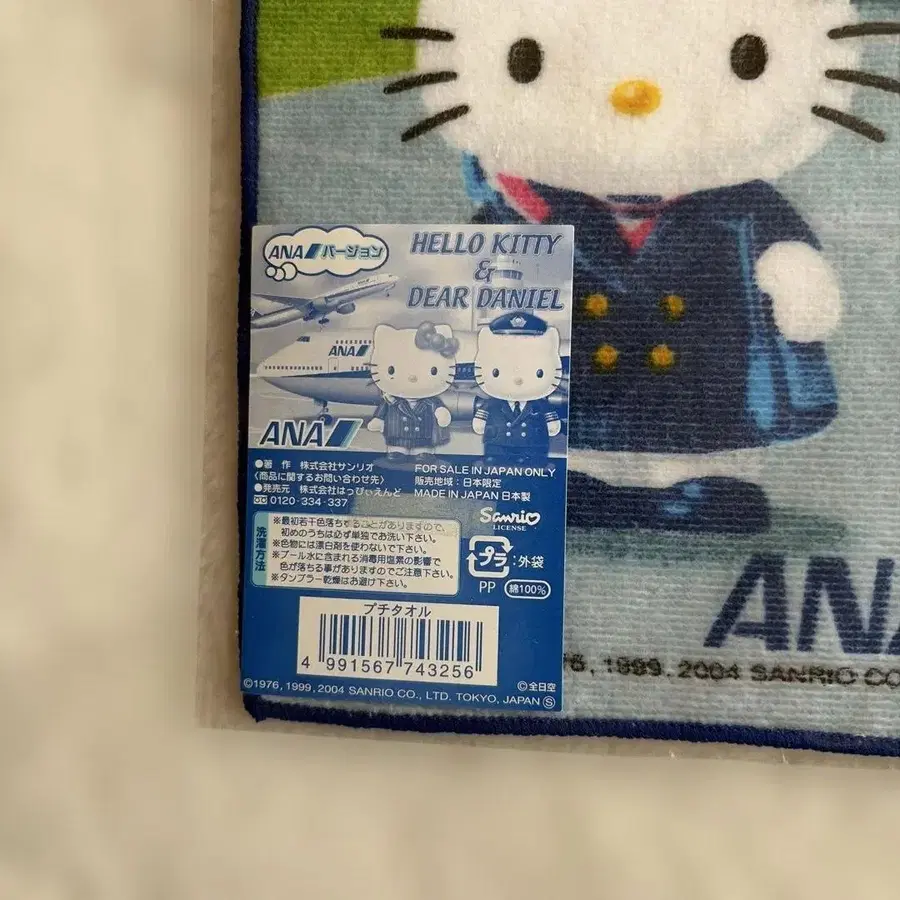 ANAバージョン
HELLO KITTY
&
DEAR DANIEL
ANA
ANA
●著 作 株式会社サンリオ
〈商品に関するお問い合わせ先〉
●発売元 株式会社はっぴぃえんど
0120-334-337
FOR SALE IN JAPAN ONLY
販売地域:日本限定
MADE IN JAPAN 日本製
Sanrio
LICENSE
洗濯方法
※最初若干色落ちすることがありますので、
初めのうちは必ず単独でお洗い下さい。
※色物には漂白剤を使わないで下さい。
※プール水に含まれる消毒用塩素の影響で
色が落ちる事がありますのでご注意下さい。
※タンブラー乾燥はお避け下さい。
プラ:外袋
PP 綿100%
プチタオル
4 991567 743256
©1976, 1999, 2004 SANRIO CO., LTD. TOKYO, JAPAN Ⓢ
©全日空
ANA
76, 1999, 2004 SANRIO CO